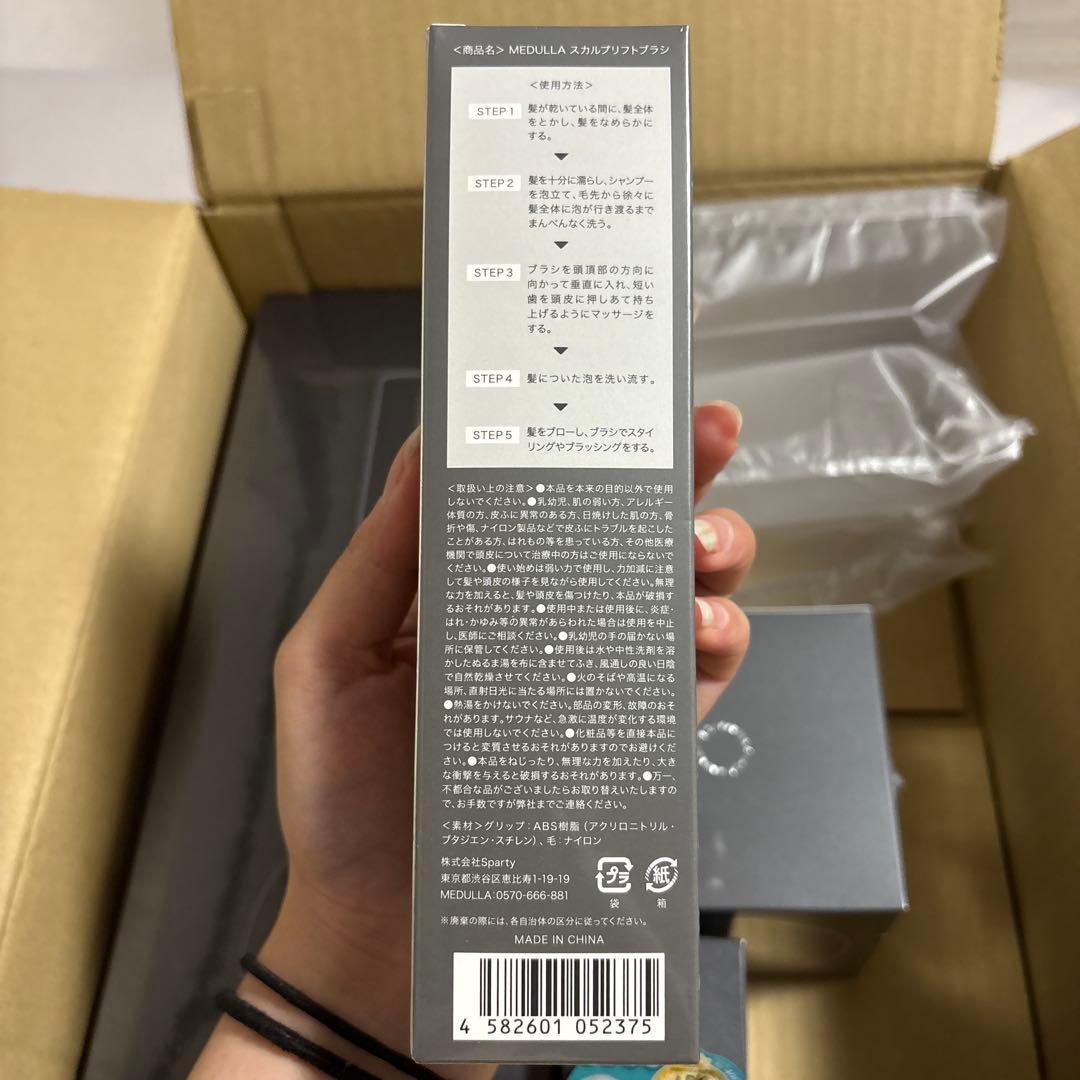 <商品名> MEDULLA スカルプリフトブラシ
<使用方法>
STEP 1
髪が乾いている間に、髪全体
をとかし、髪をなめらかに
する。
STEP 2
髪を十分に濡らし、シャンプー
を泡立て、毛先から徐々に
髪全体に泡が行き渡るまで
まんべんなく洗う。
STEP 3
ブラシを頭頂部の方向に
向かって垂直に入れ、短い
歯を頭皮に押しあて持ち
上げるようにマッサージを
する。
STEP 4
髪についた泡を洗い流す。
STEP 5
髪をブローし、ブラシでスタイ
リングやブラッシングをする。
<取扱い上の注意>●本品を本来の目的以外で使用
しないでください。●乳幼児、肌の弱い方、アレルギー
体質の方、皮ふに異常のある方、日焼けした肌の方、骨
折や傷、ナイロン製品などで皮ふにトラブルを起こした
ことがある方、はれもの等を患っている方、その他医療
機関で頭皮について治療中の方はご使用にならないで
ください。●使い始めは弱い力で使用し、力加減に注意
して髪や頭皮の様子を見ながら使用してください。無理
な力を加えると、髪や頭皮を傷つけたり、本品が破損す
るおそれがあります。●使用中または使用後に、炎症・
はれ・かゆみ等の異常があらわれた場合は使用を中止
し、医師にご相談ください。●乳幼児の手の届かない場
所に保管してください。●使用後は水や中性洗剤を溶
かしたぬるま湯を布に含ませてふき、風通しの良い日陰
で自然乾燥させてください。●火のそばや高温になる
場所、直射日光に当たる場所には置かないでください。
●熱湯をかけないでください。部品の変形、故障のおそ
れがあります。サウナなど、急激に温度が変化する環境
では使用しないでください。●化粧品等を直接本品に
つけると変質させるおそれがありますのでお避けくだ
さい。●本品をねじったり、無理な力を加えたり、大き
な衝撃を与えると破損するおそれがあります。●万一、
不都合な品がございましたらお取り替えいたしますの
で、お手数ですが弊社までご連絡ください。
<素材>グリップ：ABS樹脂（アクリロニトリル・
ブタジエン・スチレン）、毛：ナイロン
株式会社Sparty
東京都渋谷区恵比寿1-19-19
MEDULLA:0570-666-881
プラ
袋
紙
箱
※廃棄の際には、各自治体の区分に従ってください。
MADE IN CHINA
4 582601 052375